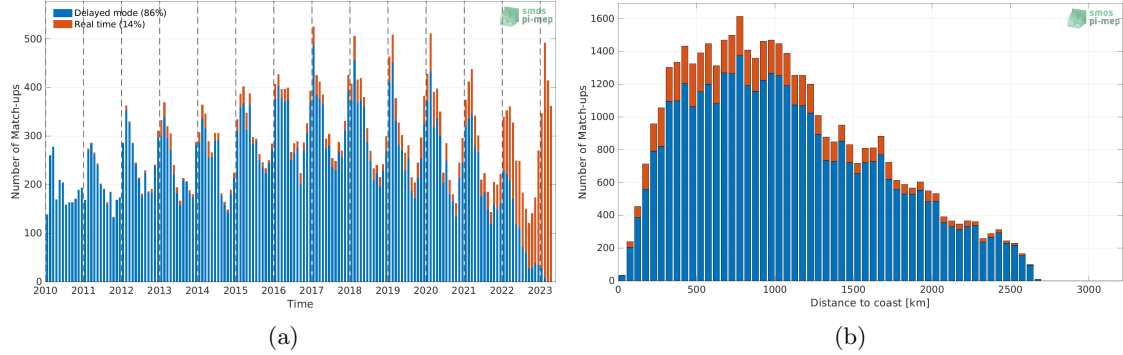 Delayed mode (86%)
Real time (14%)
smos
pi-mep
Number of Match-ups
500
400
300
200
100
0
2010 2011 2012 2013 2014 2015 2016 2017 2018 2019 2020 2021 2022 2023
Time
(a)
smos
pi-mep
Number of Match-ups
1600
1400
1200
1000
800
600
400
200
0
0 500 1000 1500 2000 2500 3000
Distance to coast [km]
(b)